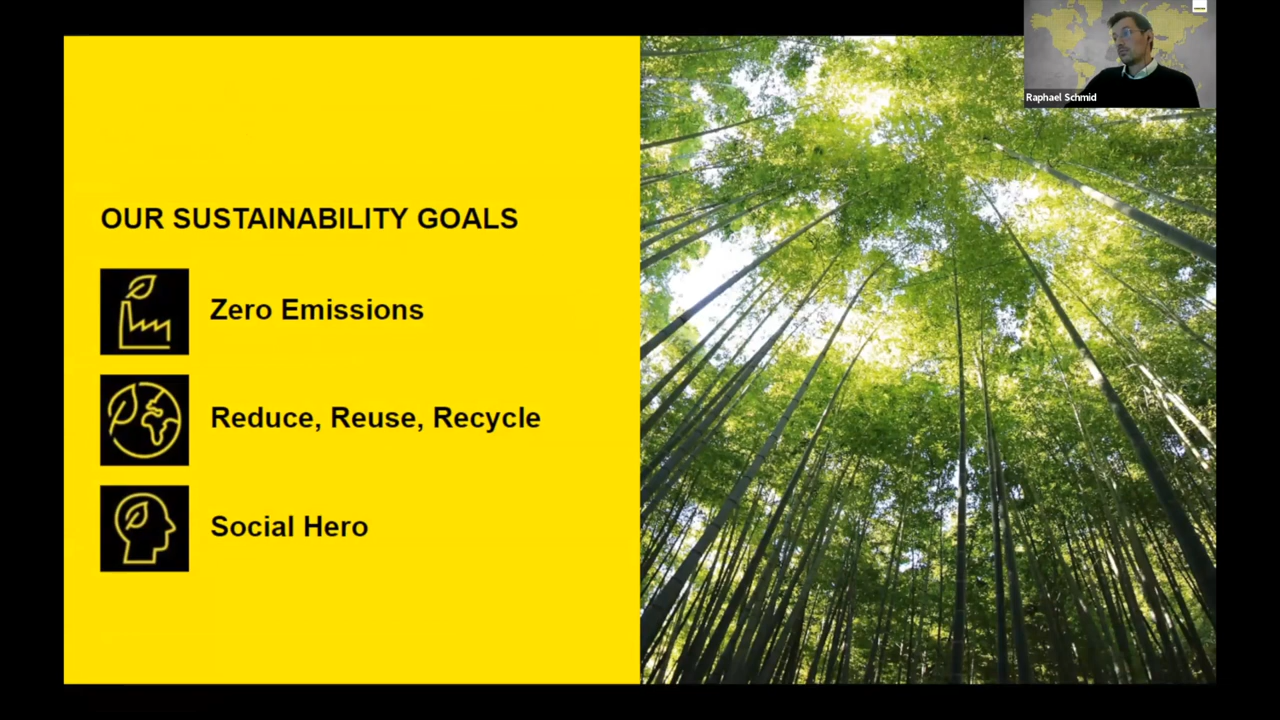 Raphael Schmid
OUR SUSTAINABILITY GOALS
Zero Emissions
Reduce, Reuse, Recycle
Social Hero